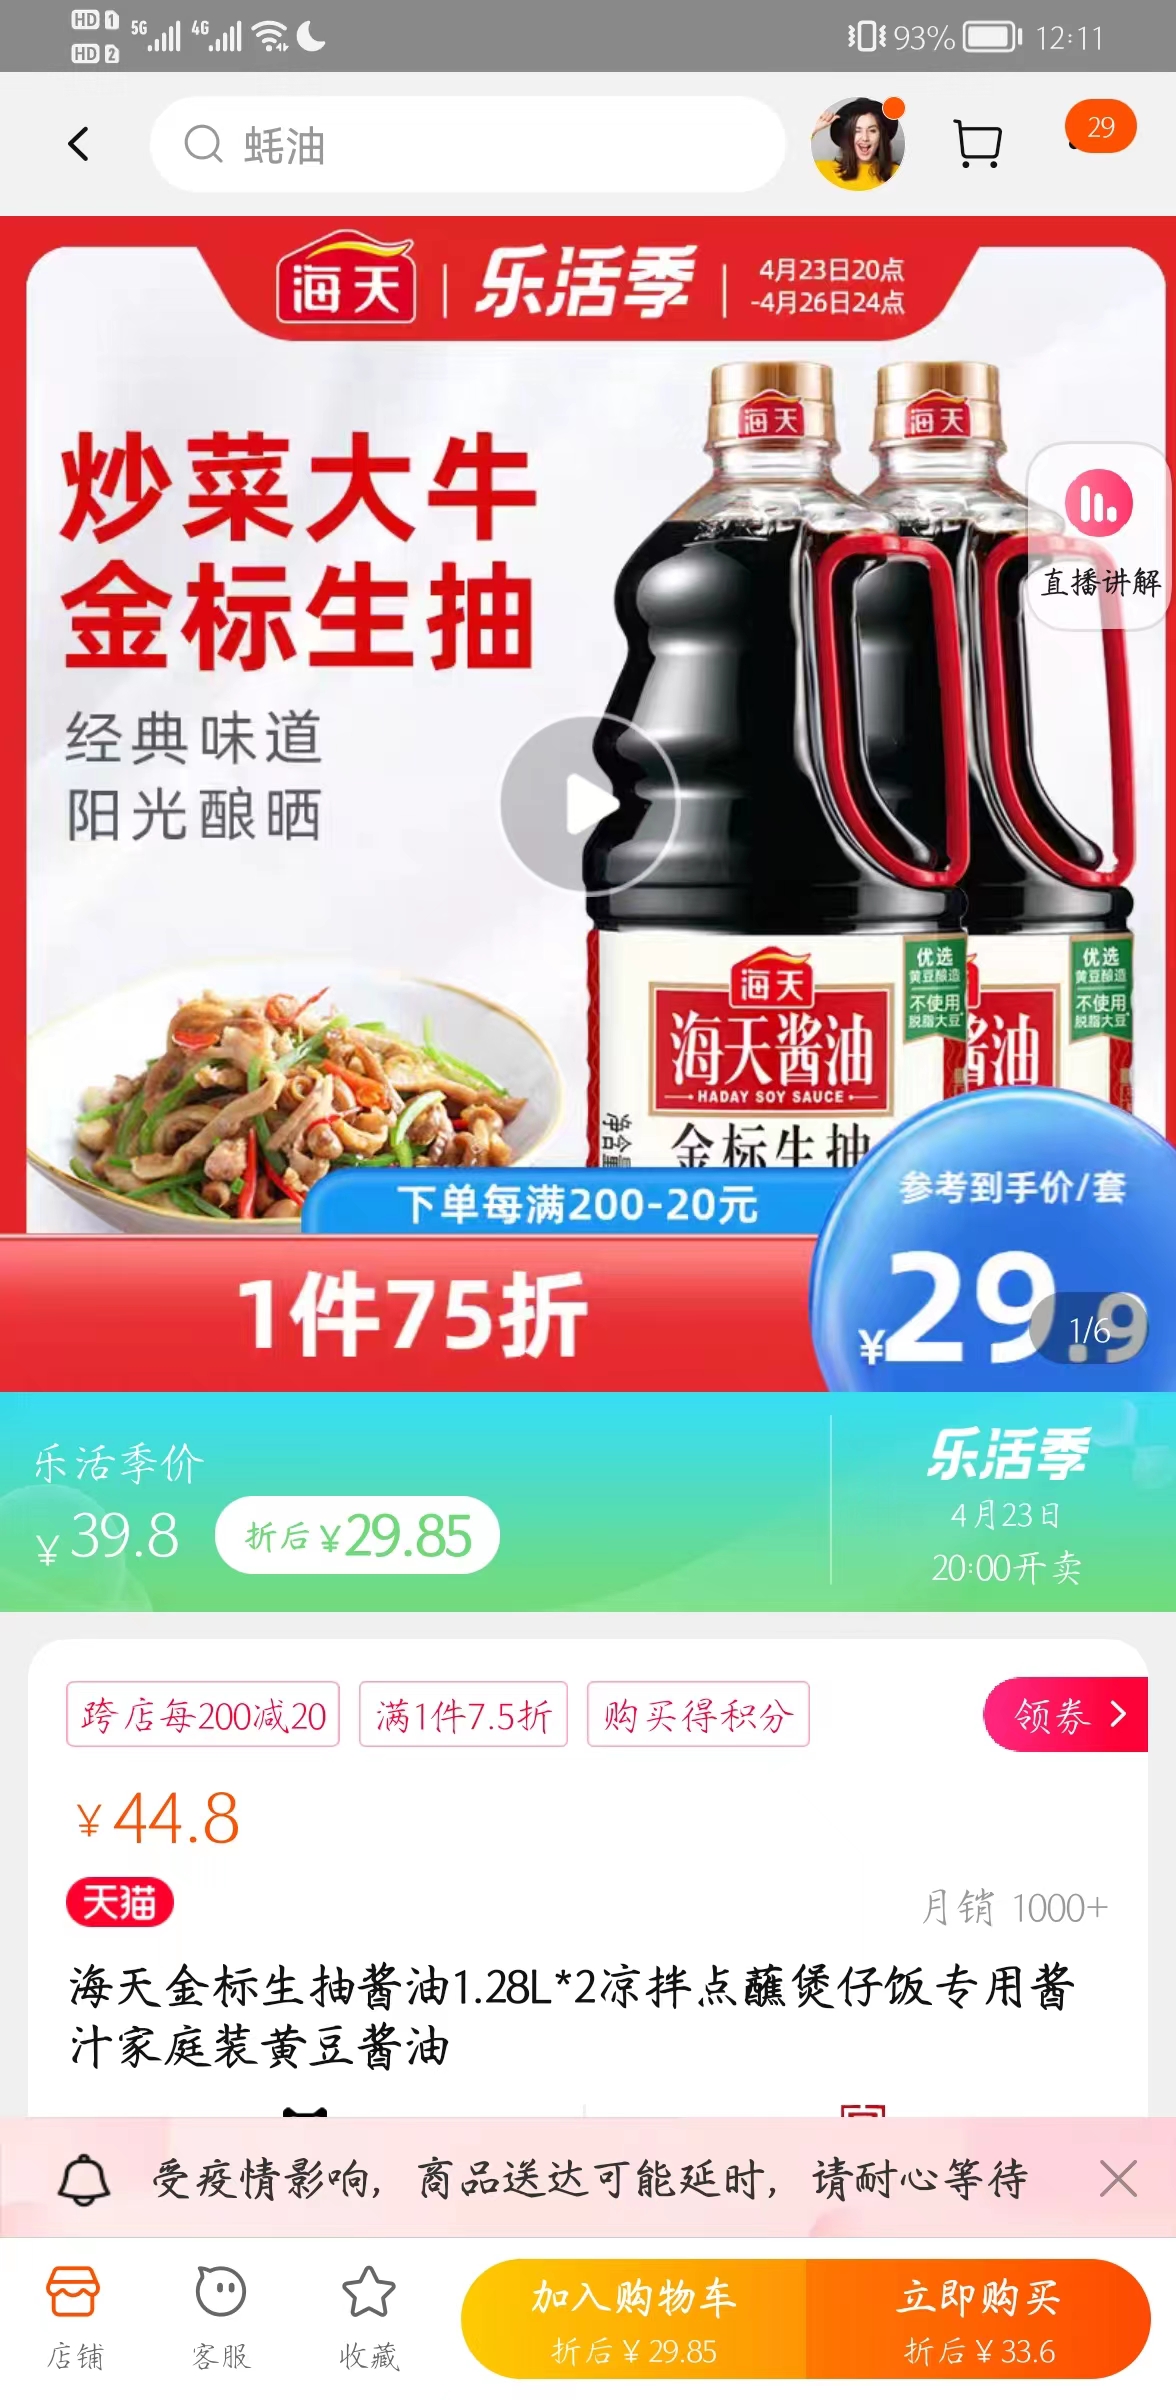 HD 1 5G 4G 93% 12:11
HD 2
蚝油
29
海天 乐活季 4月23日20点
-4月26日24点
海天 海天
炒菜大牛
金标生抽
直播讲解
经典味道
阳光酿晒
优选
黄豆酿造
不使用
脱脂大豆
优选
黄豆酿造
不使用
脱脂大豆
海天
海天酱油
HADAY SOY SAUCE
金标生抽
净含量
酱油
下单每满200-20元
参考到手价/套
1件75折
¥29.9
1/6
乐活季价
¥39.8 折后¥29.85
乐活季
4月23日
20:00开卖
跨店每200减20 满1件7.5折 购买得积分 领券
¥44.8
天猫
月销 1000+
海天金标生抽酱油1.28L*2凉拌点蘸煲仔饭专用酱
汁家庭装黄豆酱油
受疫情影响，商品送达可能延时，请耐心等待
店铺 客服 收藏
加入购物车
折后¥29.85
立即购买
折后¥33.6